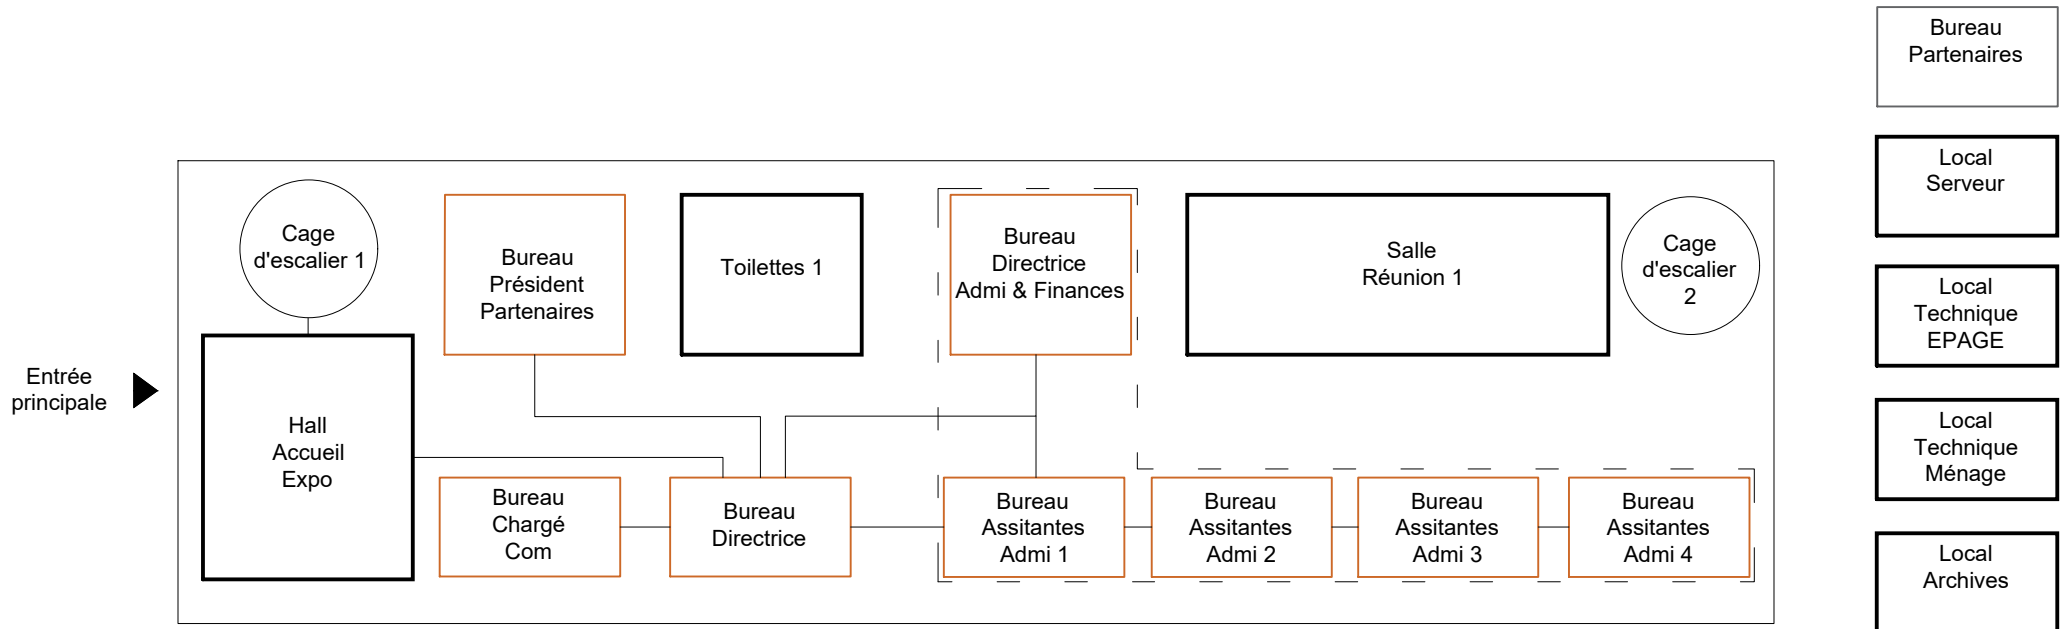 Bureau
Partenaires
Local
Serveur
Local
Technique
EPAGE
Local
Technique
Ménage
Local
Archives
Entrée
principale
Cage
d'escalier 1
Hall
Accueil
Expo
Bureau
Président
Partenaires
Toilettes 1
Bureau
Directrice
Admi & Finances
Salle
Réunion 1
Cage
d'escalier
2
Bureau
Chargé
Com
Bureau
Directrice
Bureau
Assitantes
Admi 1
Bureau
Assitantes
Admi 2
Bureau
Assitantes
Admi 3
Bureau
Assitantes
Admi 4